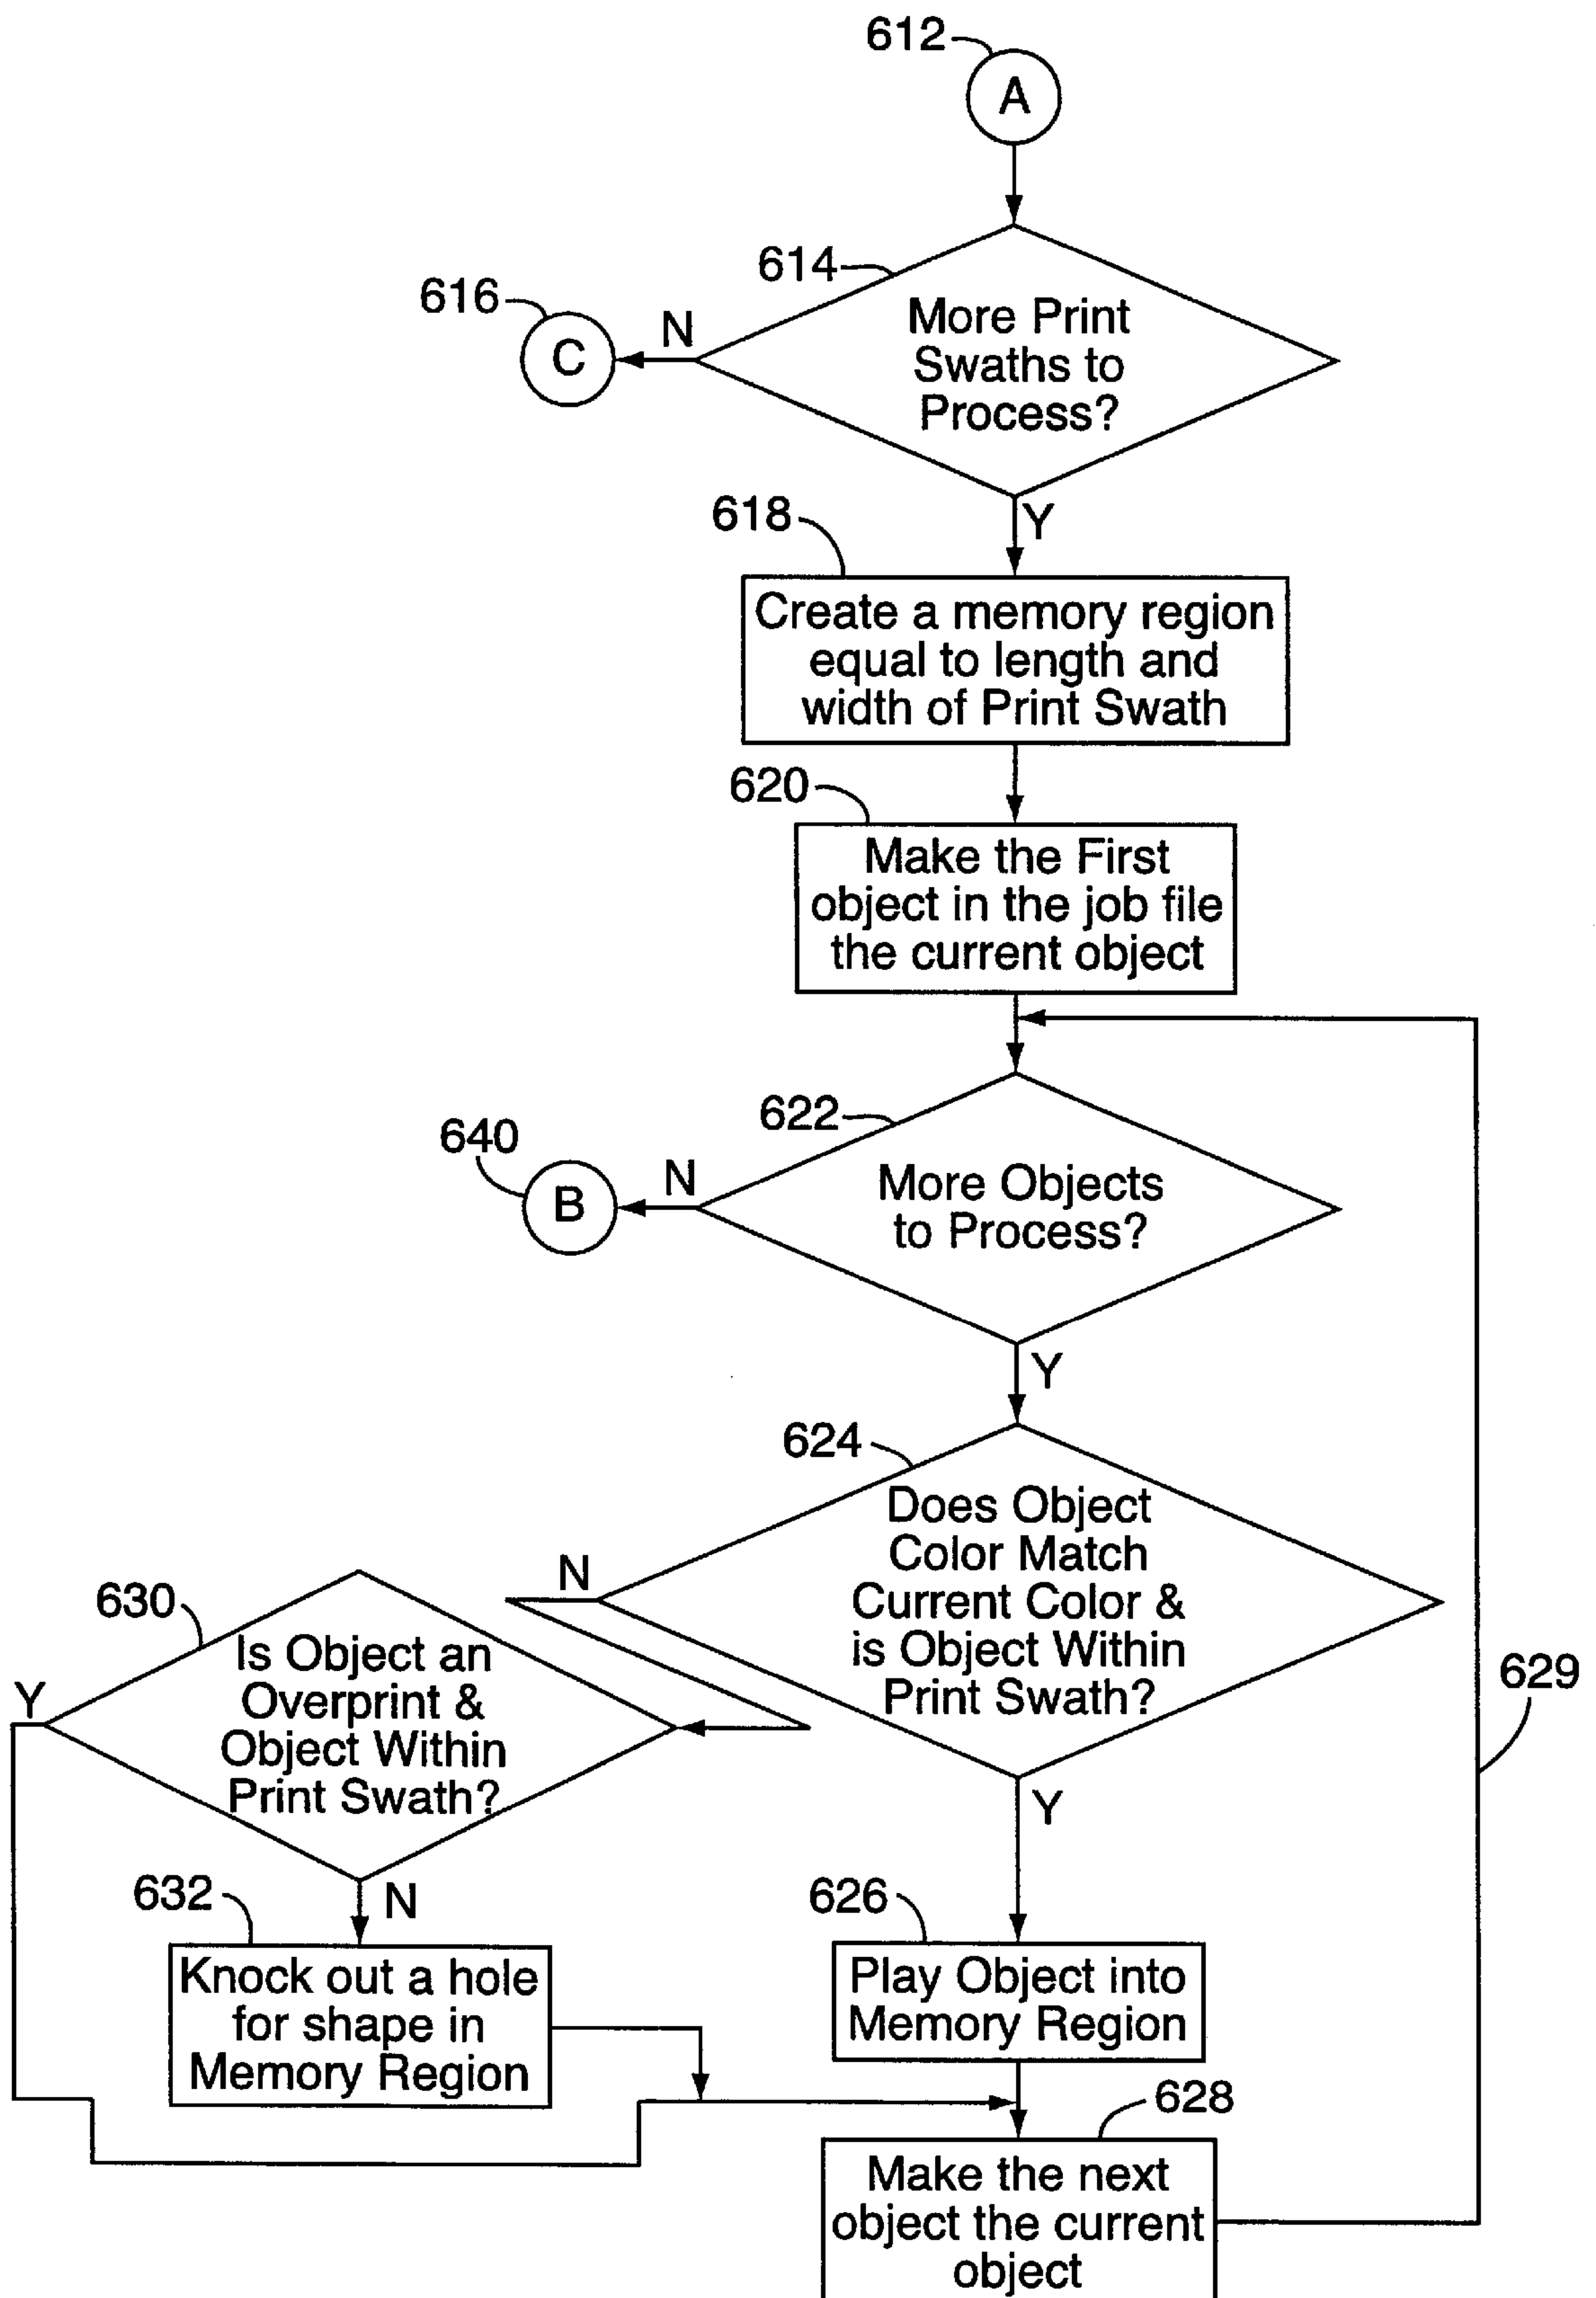 612
A
614
More Print
Swaths to
Process?
616
C
N
Y
618
Create a memory region
equal to length and
width of Print Swath
620
Make the First
object in the job file
the current object
622
More Objects
to Process?
640
B
N
Y
624
Does Object
Color Match
Current Color &
is Object Within
Print Swath?
N
630
Is Object an
Overprint &
Object Within
Print Swath?
Y
629
Y
N
632
Knock out a hole
for shape in
Memory Region
626
Play Object into
Memory Region
628
Make the next
object the current
object